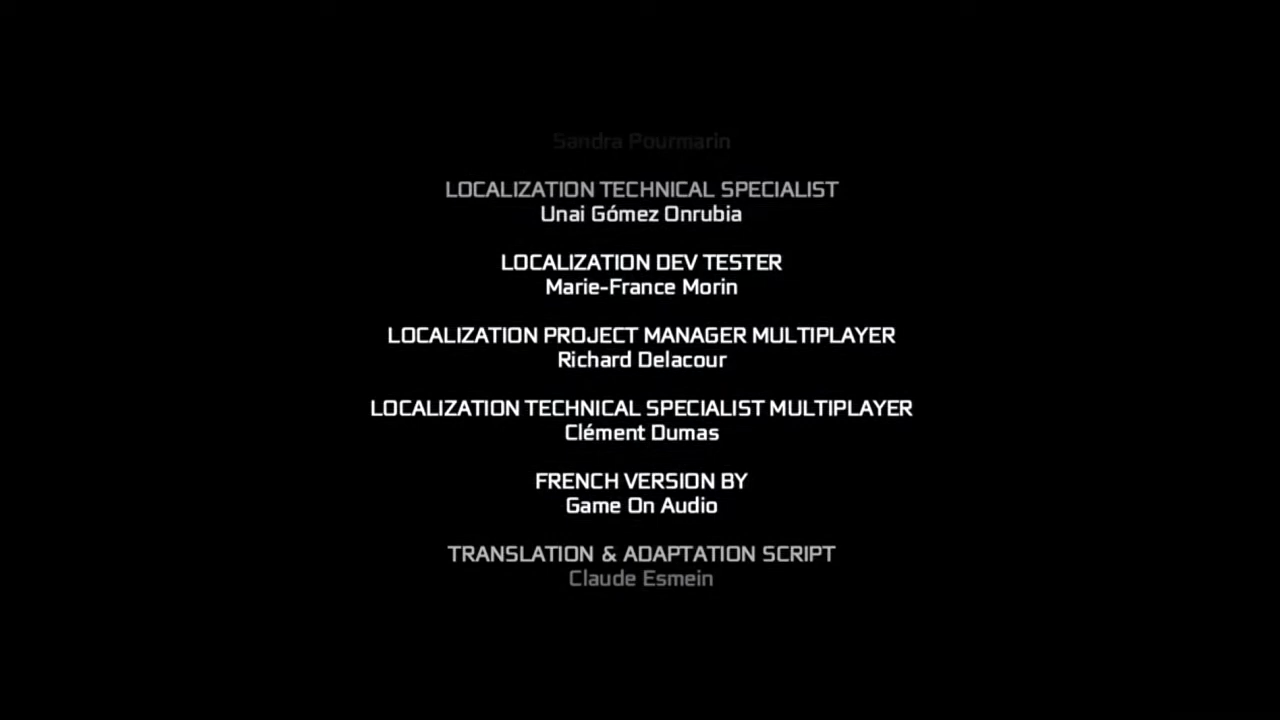 Sandra Pourmarin
LOCALIZATION TECHNICAL SPECIALIST
Unai Gómez Onrubia
LOCALIZATION DEV TESTER
Marie-France Morin
LOCALIZATION PROJECT MANAGER MULTIPLAYER
Richard Delacour
LOCALIZATION TECHNICAL SPECIALIST MULTIPLAYER
Clément Dumas
FRENCH VERSION BY
Game On Audio
TRANSLATION & ADAPTATION SCRIPT
Claude Esmein